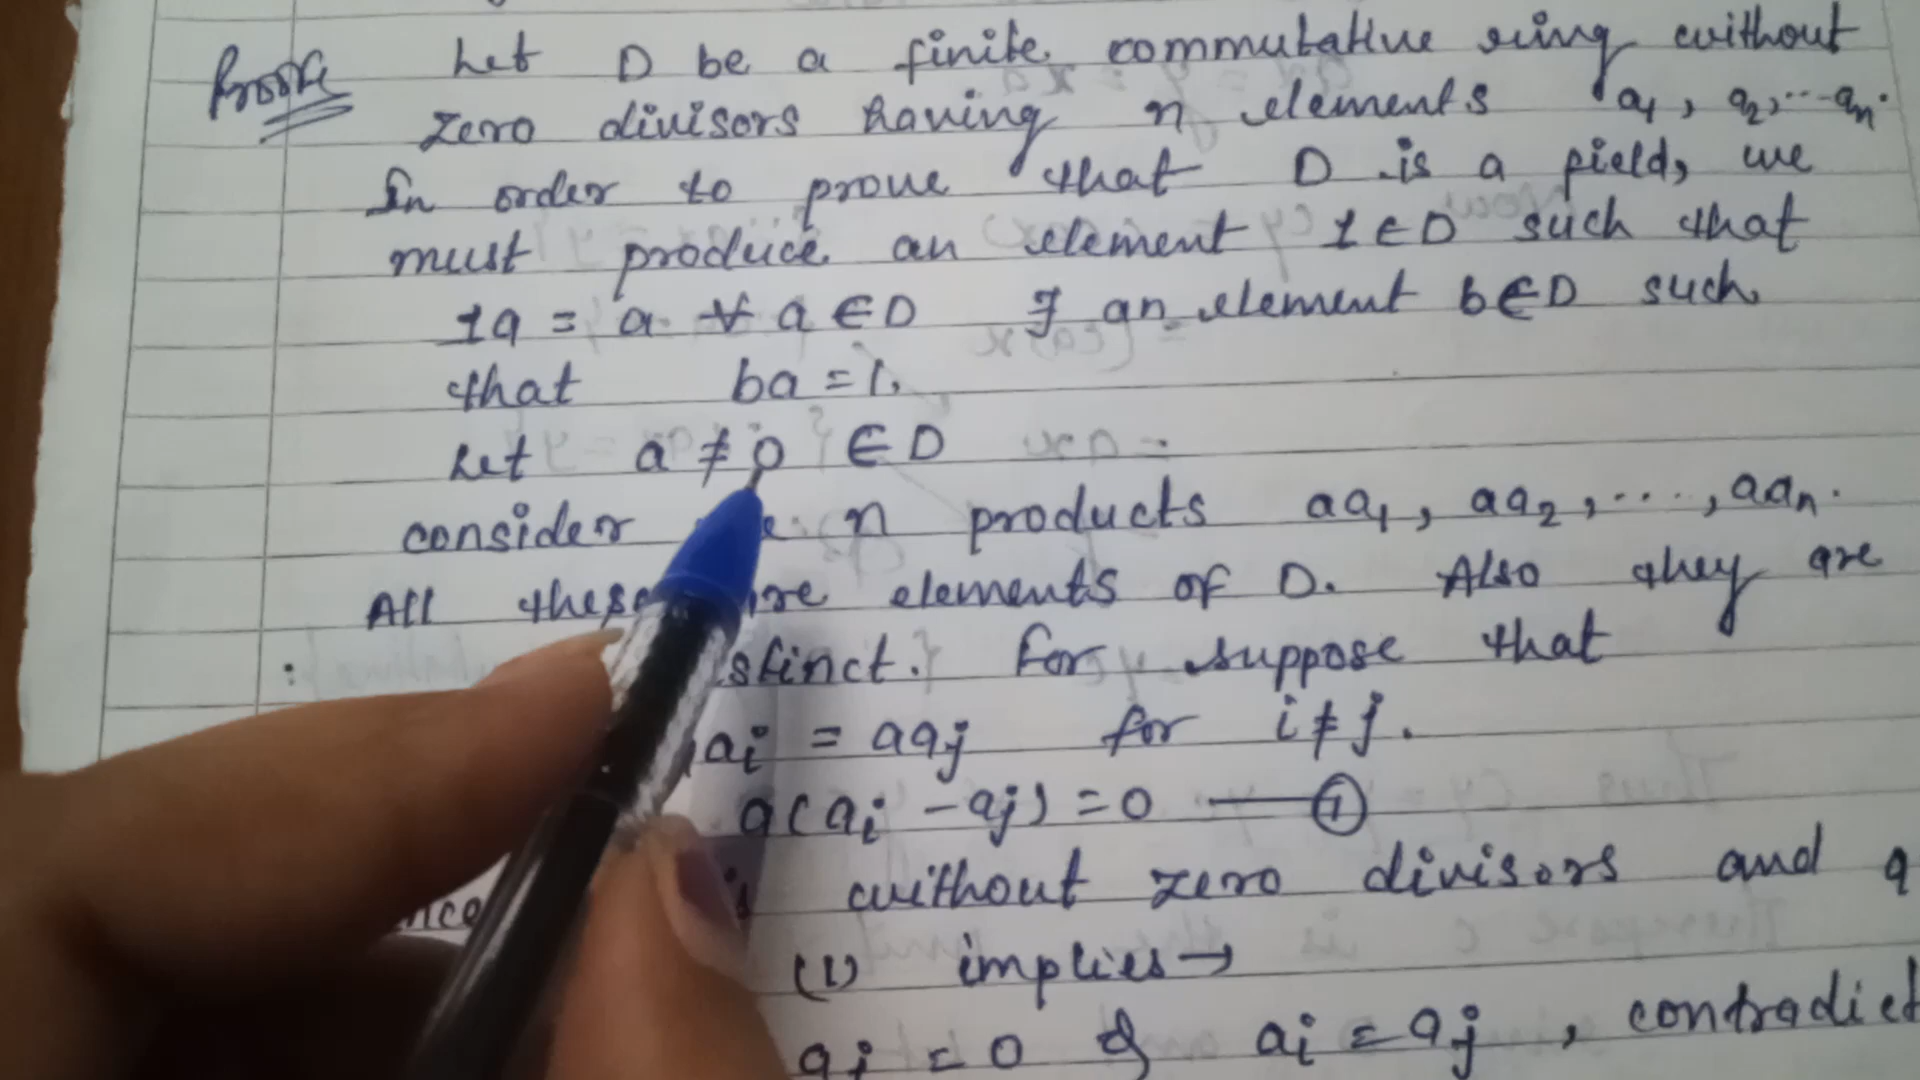 Proof Let D be a finite commutative ring without
zero divisors having n elements a1, a2, ... an.
In order to prove that D is a field, we
must produce an element 1 ∈ D such that
1a = a ∀ a ∈ D ∃ an element b ∈ D such
that ba = 1.
Let a ≠ 0 ∈ D
consider n products aa1, aa2, ..., aan.
All these are elements of D. Also they are
stinct. For suppose that
ai = aaj for i ≠ j.
a(ai - aj) = 0 — ①
without zero divisors and a
(1) implies →
aj = 0 ai = aj, contradict